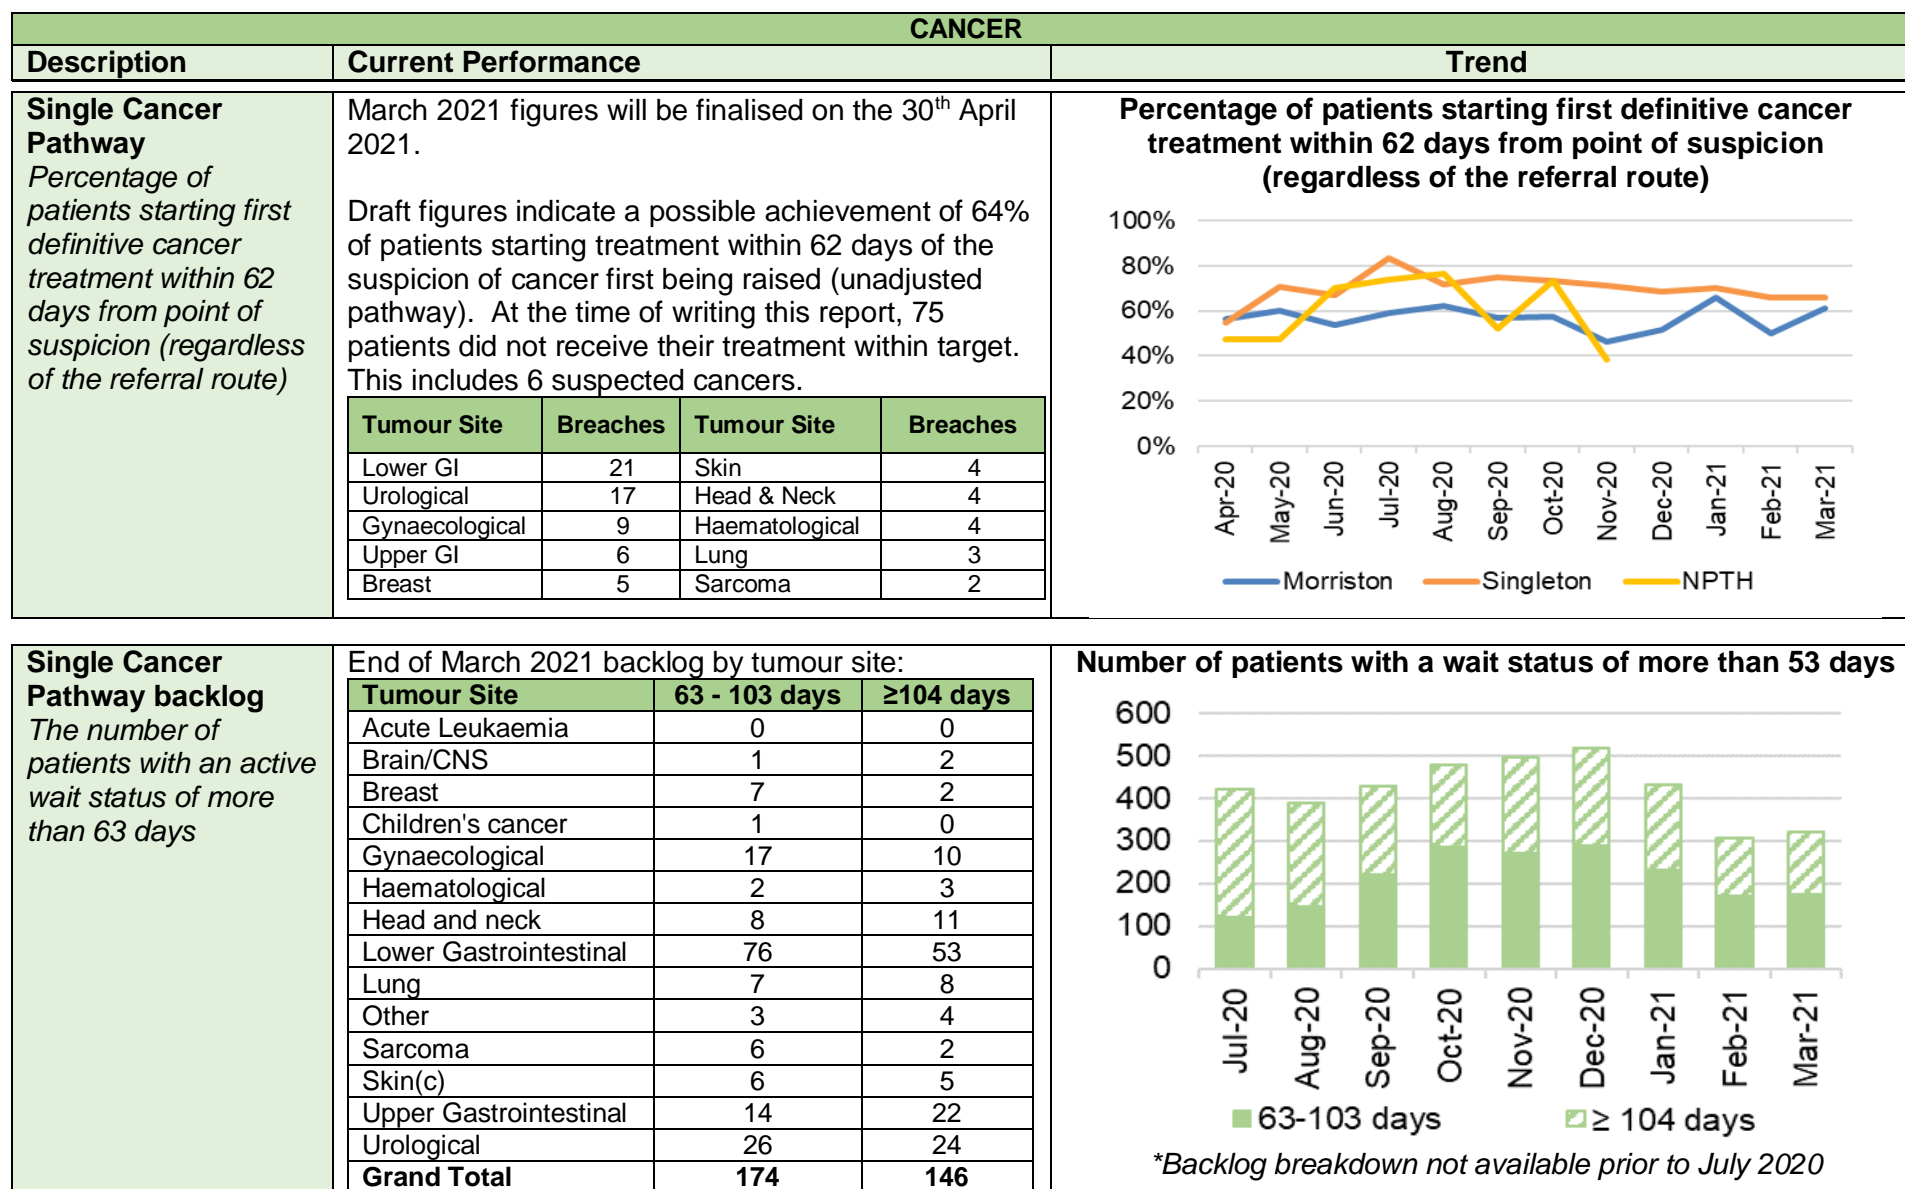 CANCER
Description Current Performance Trend
Single Cancer
Pathway
Percentage of
patients starting first
definitive cancer
treatment within 62
days from point of
suspicion (regardless
of the referral route)
March 2021 figures will be finalised on the 30th April
2021.
Draft figures indicate a possible achievement of 64%
of patients starting treatment within 62 days of the
suspicion of cancer first being raised (unadjusted
pathway). At the time of writing this report, 75
patients did not receive their treatment within target.
This includes 6 suspected cancers.
Tumour Site Breaches Tumour Site Breaches
Lower GI 21 Skin 4
Urological 17 Head & Neck 4
Gynaecological 9 Haematological 4
Upper GI 6 Lung 3
Breast 5 Sarcoma 2
Percentage of patients starting first definitive cancer
treatment within 62 days from point of suspicion
(regardless of the referral route)
100%
80%
60%
40%
20%
0%
Apr-20 May-20 Jun-20 Jul-20 Aug-20 Sep-20 Oct-20 Nov-20 Dec-20 Jan-21 Feb-21 Mar-21
Morriston Singleton NPTH
Single Cancer
Pathway backlog
The number of
patients with an active
wait status of more
than 63 days
End of March 2021 backlog by tumour site:
Tumour Site 63 - 103 days ≥104 days
Acute Leukaemia 0 0
Brain/CNS 1 2
Breast 7 2
Children's cancer 1 0
Gynaecological 17 10
Haematological 2 3
Head and neck 8 11
Lower Gastrointestinal 76 53
Lung 7 8
Other 3 4
Sarcoma 6 2
Skin(c) 6 5
Upper Gastrointestinal 14 22
Urological 26 24
Grand Total 174 146
Number of patients with a wait status of more than 53 days
600
500
400
300
200
100
0
Jul-20 Aug-20 Sep-20 Oct-20 Nov-20 Dec-20 Jan-21 Feb-21 Mar-21
63-103 days ≥ 104 days
*Backlog breakdown not available prior to July 2020